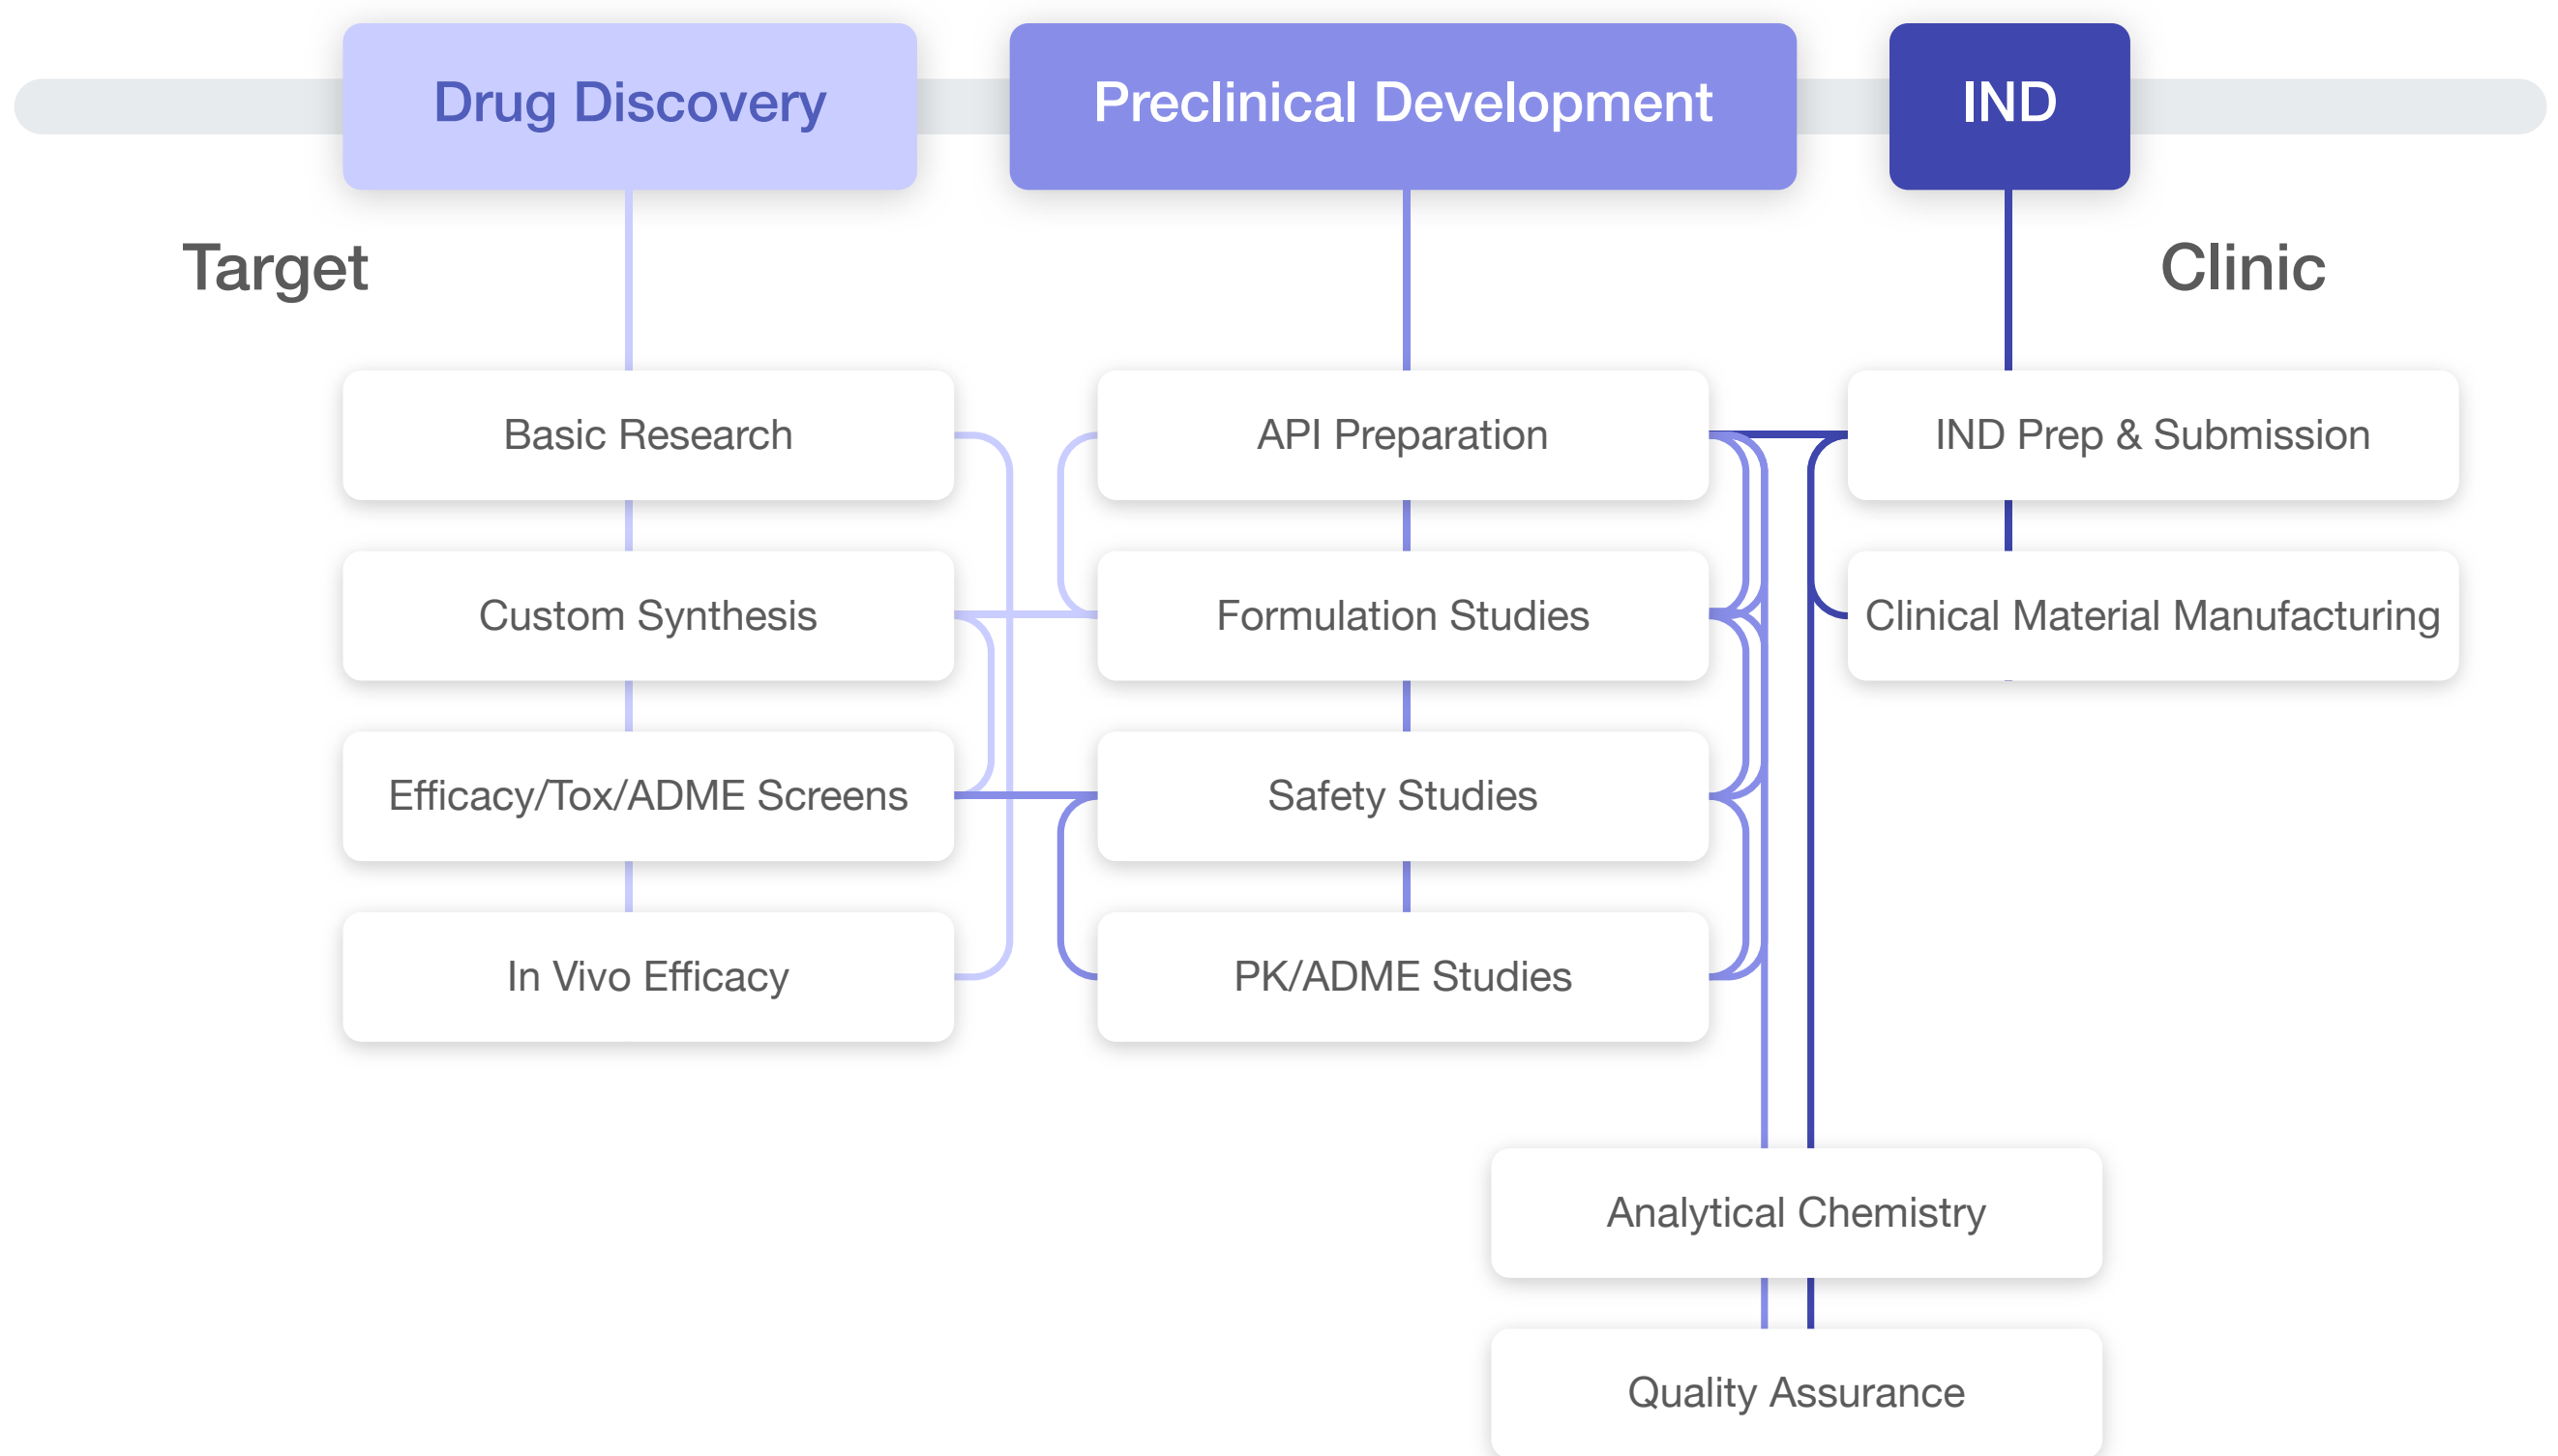 Drug Discovery
Preclinical Development
IND
Target
Clinic
Basic Research
API Preparation
IND Prep & Submission
Custom Synthesis
Formulation Studies
Clinical Material Manufacturing
Efficacy/Tox/ADME Screens
Safety Studies
In Vivo Efficacy
PK/ADME Studies
Analytical Chemistry
Quality Assurance